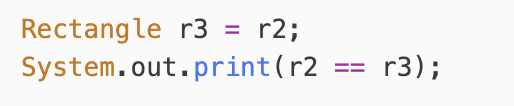 Rectangle r3 = r2;
System.out.print(r2 == r3);